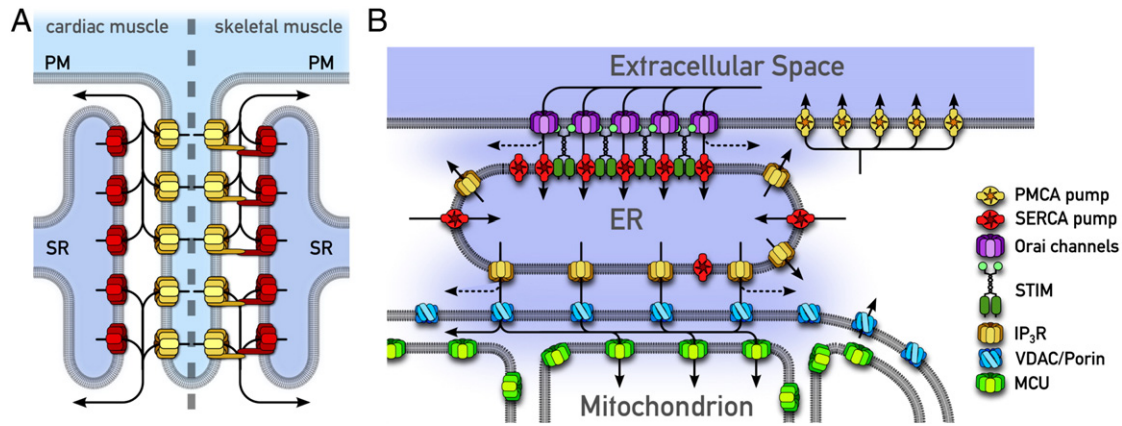 A
cardiac muscle
skeletal muscle
PM
PM
SR
SR
B
Extracellular Space
ER
Mitochondrion
PMCA pump
SERCA pump
Orai channels
STIM
IP₃R
VDAC/Porin
MCU